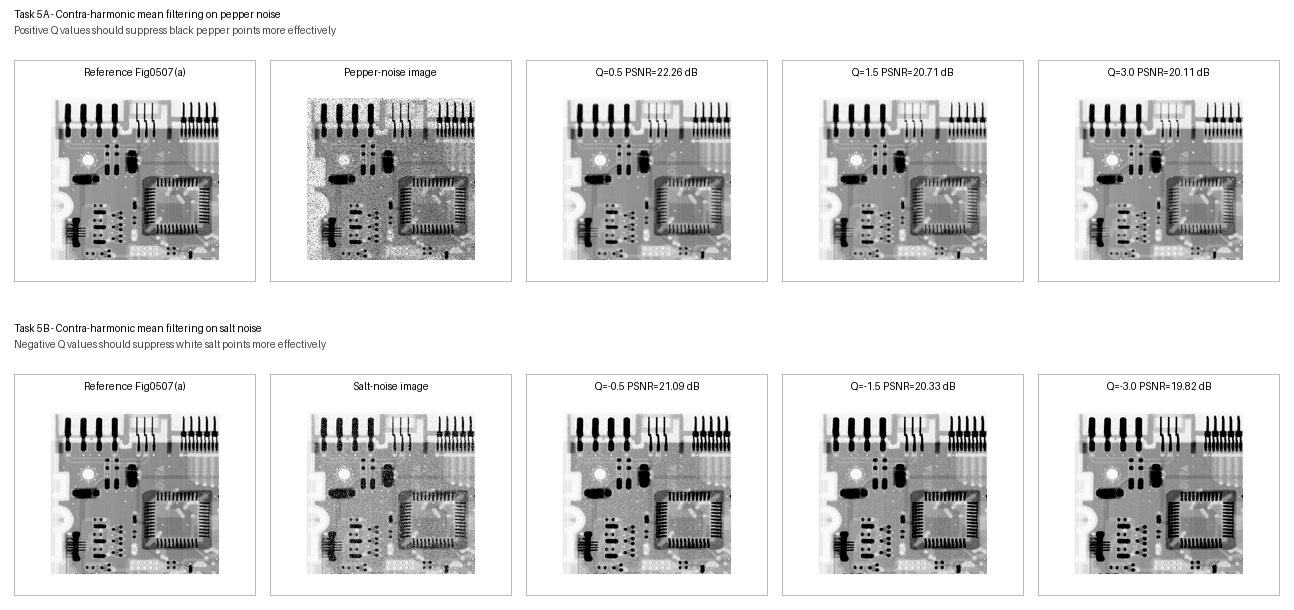 Task 5A - Contra-harmonic mean filtering on pepper noise
Positive Q values should suppress black pepper points more effectively
Reference Fig0507(a)
Pepper-noise image
Q=0.5 PSNR=22.26 dB
Q=1.5 PSNR=20.71 dB
Q=3.0 PSNR=20.11 dB
Task 5B - Contra-harmonic mean filtering on salt noise
Negative Q values should suppress white salt points more effectively
Reference Fig0507(a)
Salt-noise image
Q=-0.5 PSNR=21.09 dB
Q=-1.5 PSNR=20.33 dB
Q=-3.0 PSNR=19.82 dB